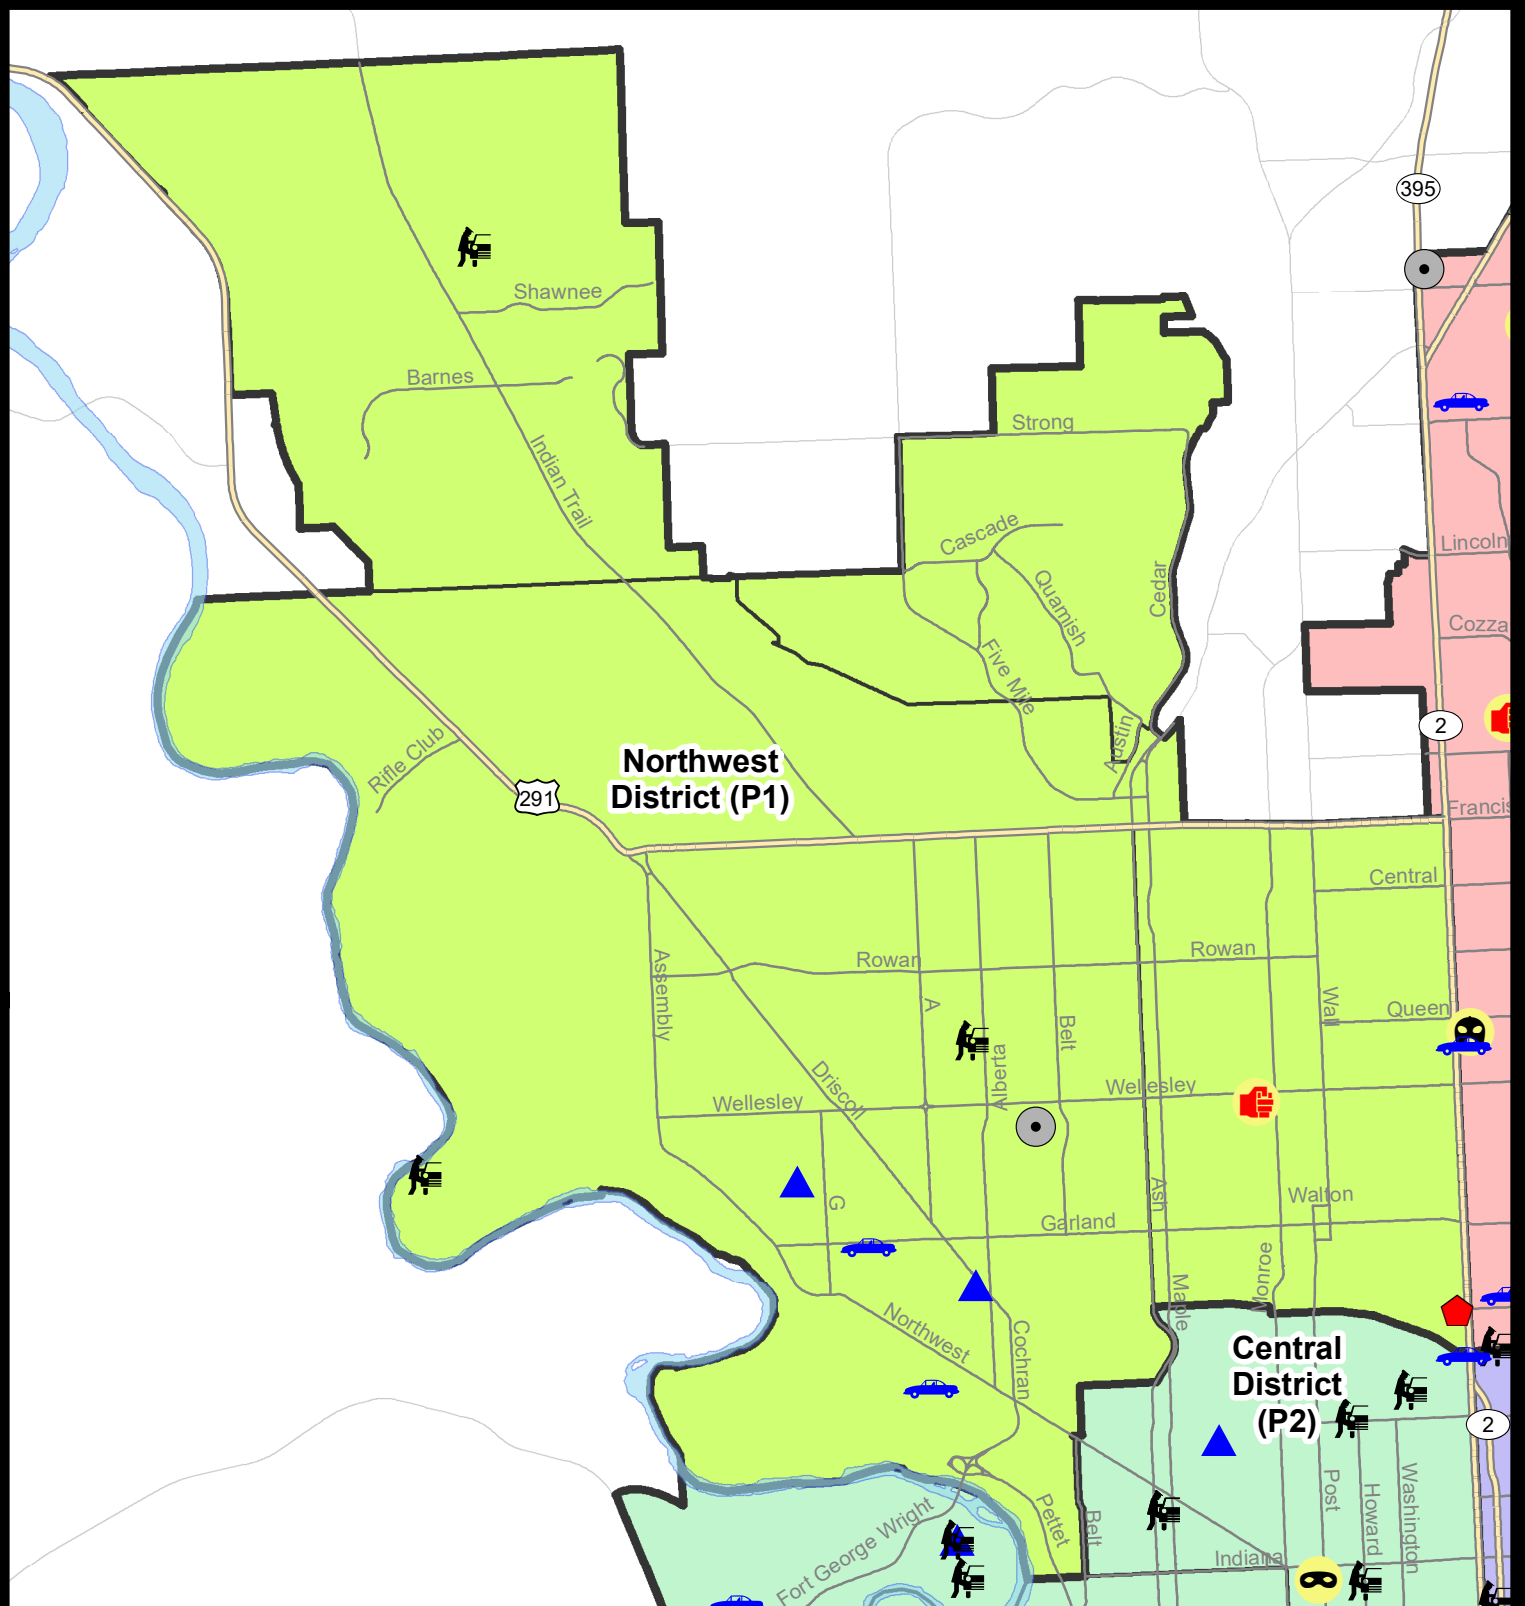 395
Shawnee
Barnes
Strong
Indian Trail
Cascade
Lincoln
Quamish
Cedar
Cozza
Five Mile
2
Austin
Rifle Club
Northwest
District (P1)
291
Francis
Central
Rowan
Rowan
Assembly
A
Wall
Queen
Belt
Alberta
Driscoll
Wellesley
Wellesley
G
Ash
Walton
Garland
Monroe
Maple
Northwest
Cochran
Central
District
(P2)
2
Post
Howard
Washington
Pettet
Belt
Fort George Wright
Indiana